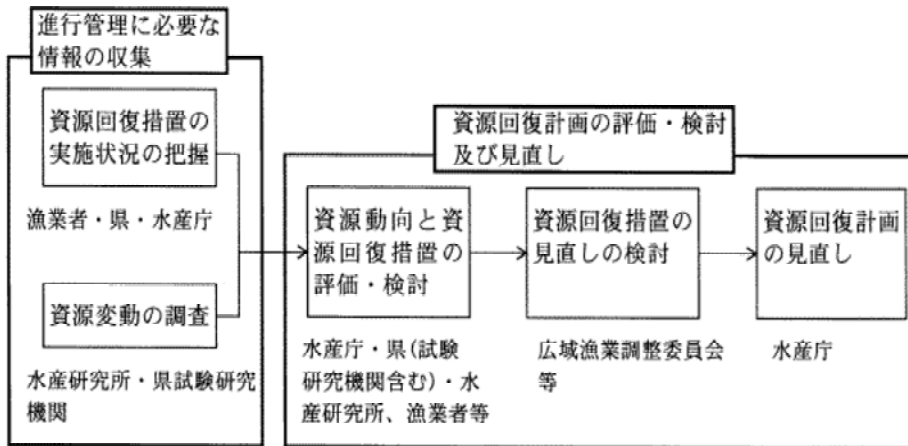 進行管理に必要な
情報の収集
資源回復措置の
実施状況の把握
漁業者・県・水産庁
資源変動の調査
水産研究所・県試験研究
機関
資源回復計画の評価・検討
及び見直し
資源動向と資
源回復措置の
評価・検討
水産庁・県(試験
研究機関含む)・水
産研究所、漁業者等
資源回復措置の
見直しの検討
広域漁業調整委員会
等
資源回復計画
の見直し
水産庁